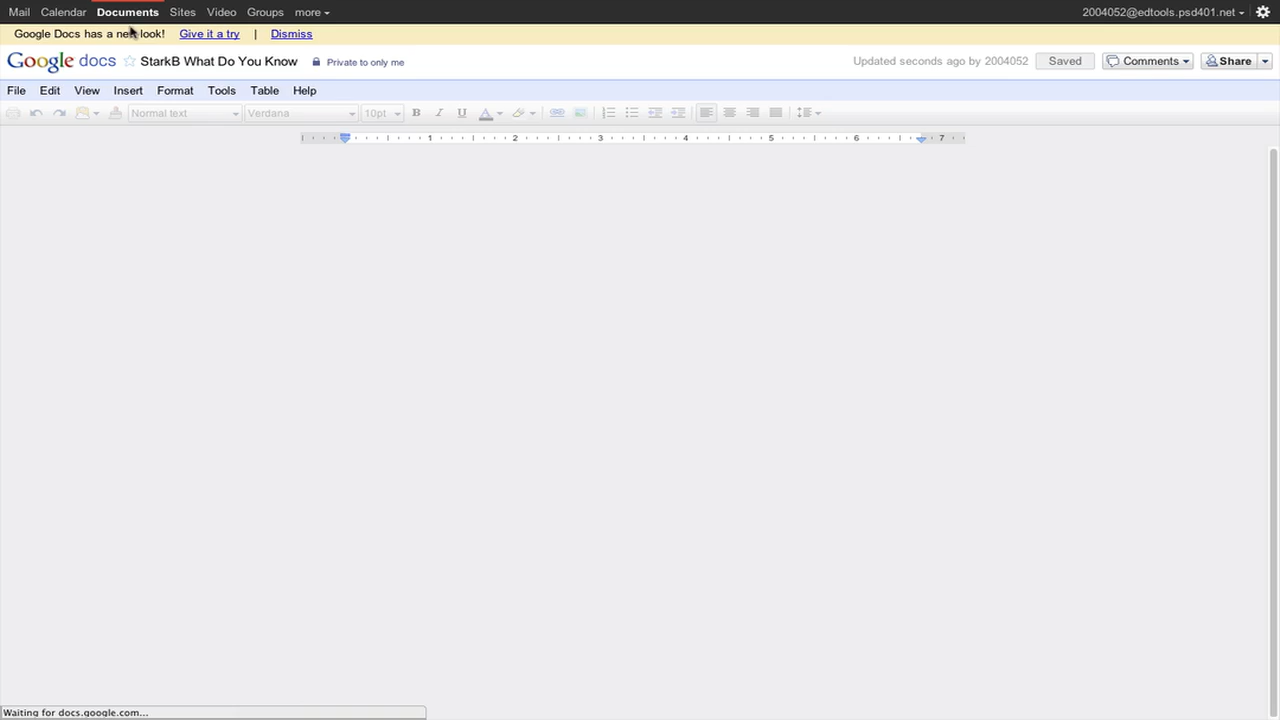 Mail Calendar Documents Sites Video Groups more 2004052@edtools.psd401.net
Google Docs has a new look! Give it a try | Dismiss
Google docs StarkB What Do You Know Private to only me Updated seconds ago by 2004052 Saved Comments Share
File Edit View Insert Format Tools Table Help
Normal text Verdana 10pt B I U A
1 2 3 4 5 6 7
Waiting for docs.google.com...